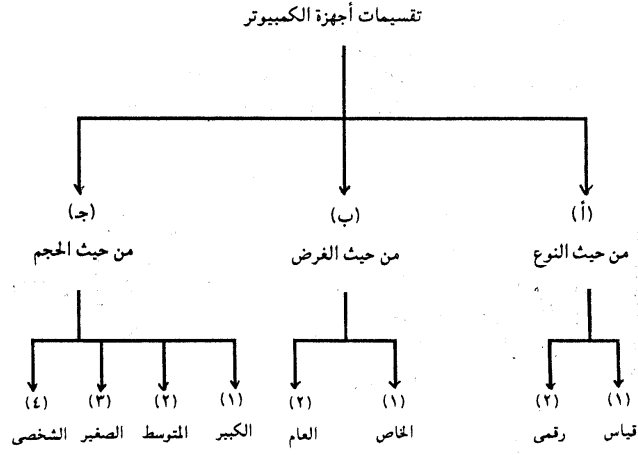 تقسيمات أجهزة الكمبيوتر
(أ) (ب) (جـ)
من حيث النوع من حيث الغرض من حيث الحجم
(١) (٢) (١) (٢) (١) (٢) (٣) (٤)
قياس رقمى الخاص العام الكبير المتوسط الصغير الشخصى